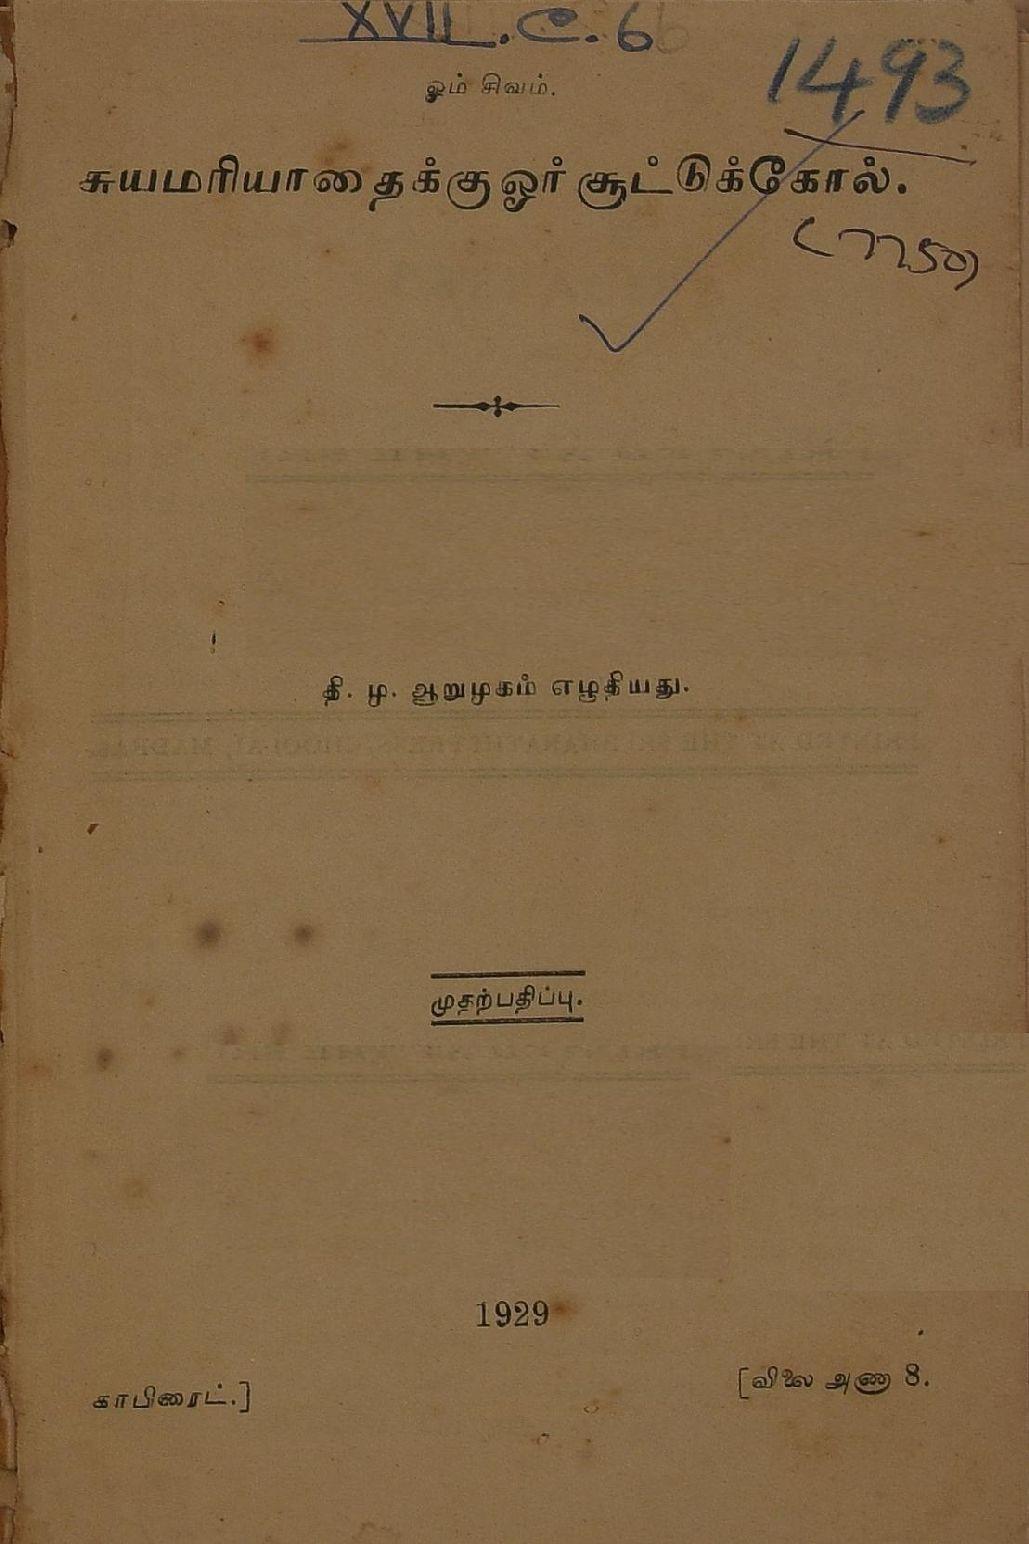 XVII. C. 6
1493
ஓம் சிவம்.
சுயமரியாதைக்கு ஓர் சூட்டுக்கோல்.
தி. மு. ஆறுமுகம் எழுதியது.
முதற்பதிப்பு.
1929
காபிரைட்.]
[விலை அணா 8.